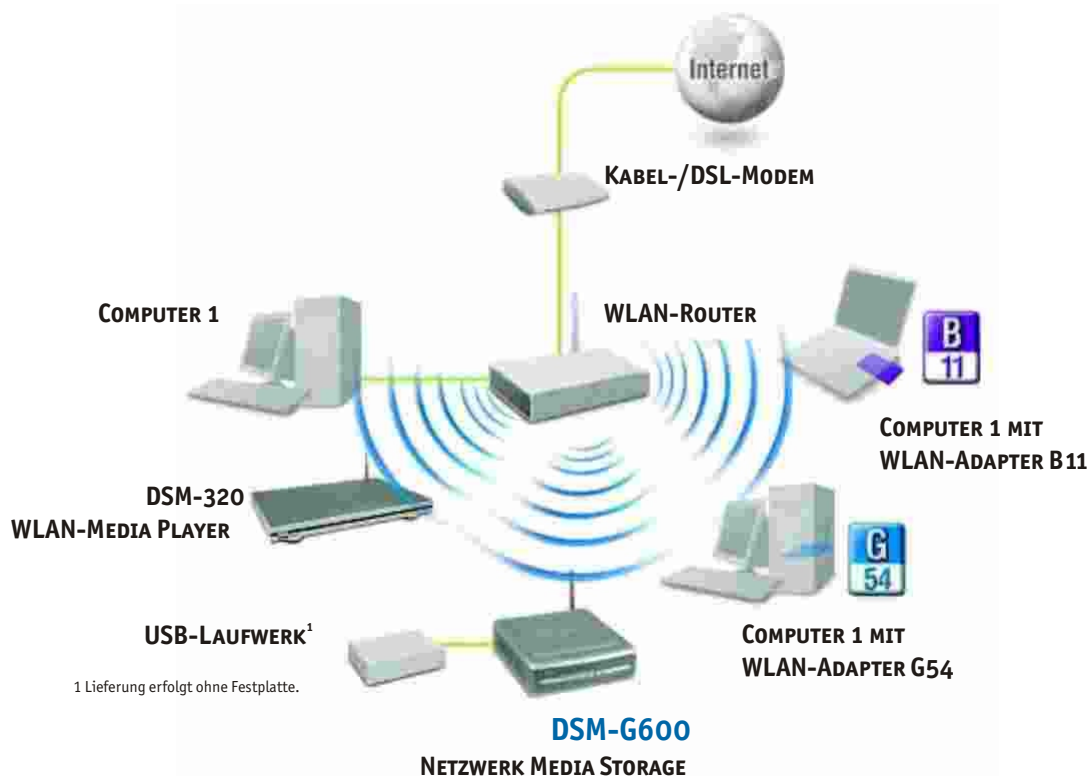 Internet
Kabel-/DSL-Modem
Computer 1
WLAN-Router
B
11
Computer 1 mit
WLAN-Adapter B11
DSM-320
WLAN-Media Player
G
54
USB-Laufwerk¹
Computer 1 mit
WLAN-Adapter G54
1 Lieferung erfolgt ohne Festplatte.
DSM-G600
Netzwerk Media Storage